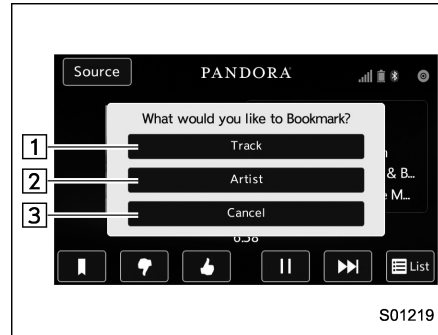 Source PANDORA
What would you like to Bookmark?
1 Track
2 Artist
& B...
M...
3 Cancel
List
S01219